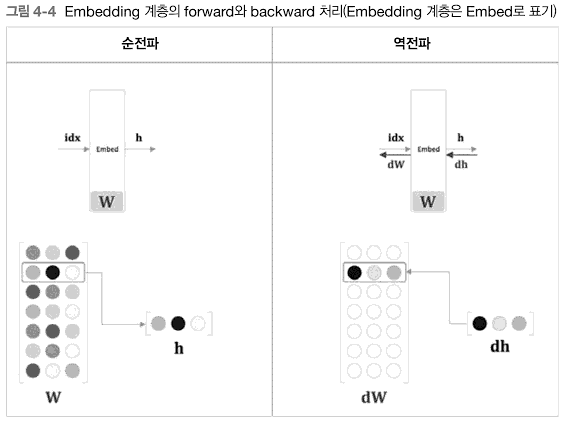 그림 4-4 Embedding 계층의 forward와 backward 처리(Embedding 계층은 Embed로 표기)
순전파
역전파
idx
Embed
h
W
idx
Embed
h
dW
dh
W
h
W
dh
dW